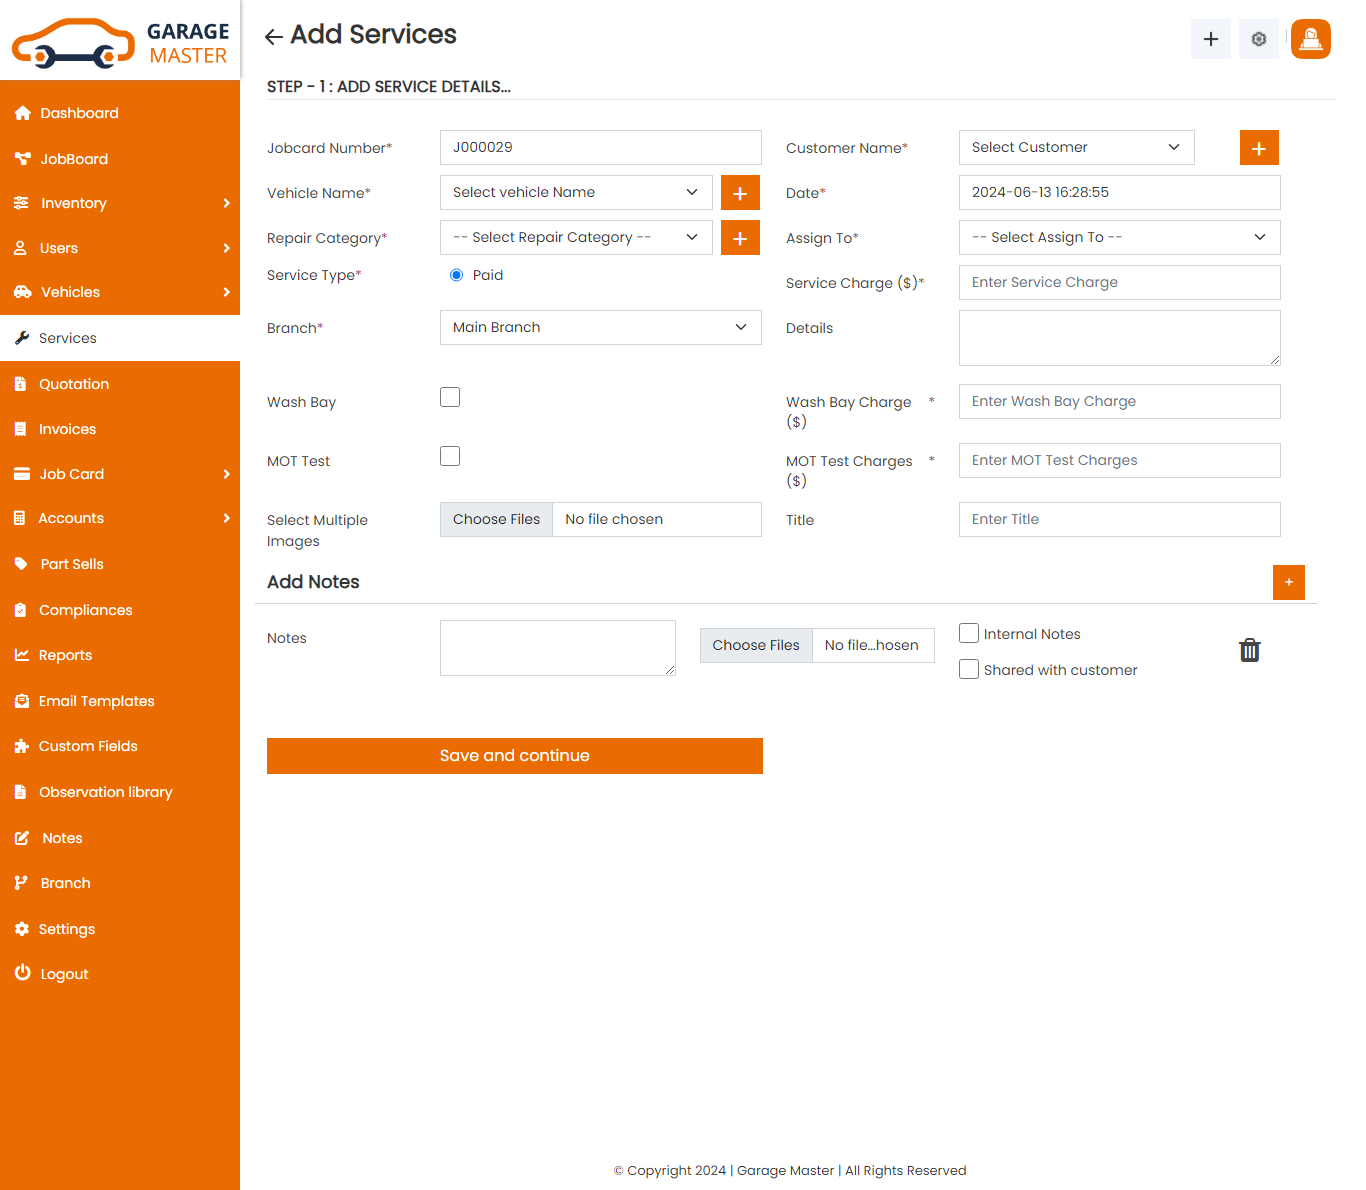 GARAGE
MASTER
Add Services
STEP - 1 : ADD SERVICE DETAILS...
Dashboard
JobBoard
Inventory
Users
Vehicles
Services
Quotation
Invoices
Job Card
Accounts
Part Sells
Compliances
Reports
Email Templates
Custom Fields
Observation library
Notes
Branch
Settings
Logout
Jobcard Number* J000029 Customer Name* Select Customer +
Vehicle Name* Select vehicle Name + Date* 2024-06-13 16:28:55
Repair Category* -- Select Repair Category -- + Assign To* -- Select Assign To --
Service Type* Paid Service Charge ($)* Enter Service Charge
Branch* Main Branch Details
Wash Bay Wash Bay Charge * Enter Wash Bay Charge
($)
MOT Test MOT Test Charges * Enter MOT Test Charges
($)
Select Multiple Choose Files No file chosen Title Enter Title
Images
Add Notes +
Notes Choose Files No file...hosen Internal Notes
Shared with customer
Save and continue
© Copyright 2024 | Garage Master | All Rights Reserved